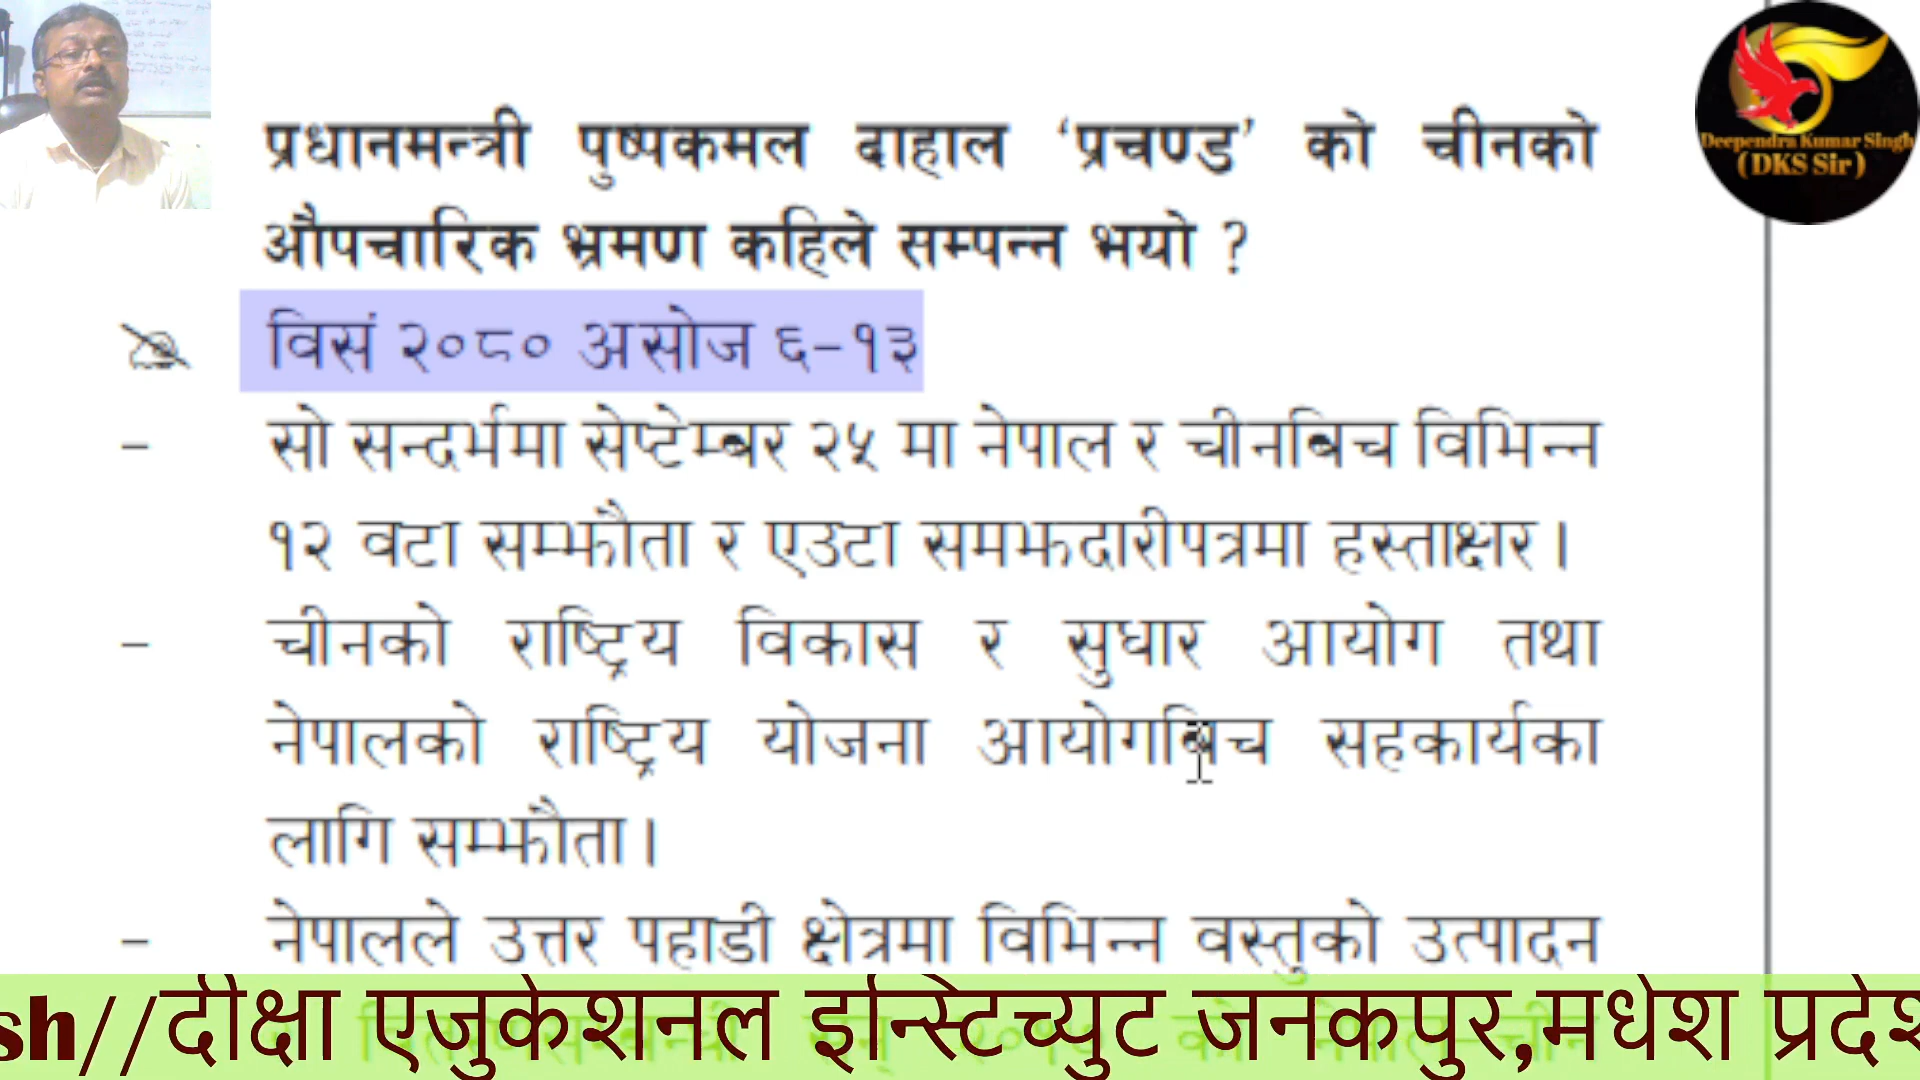 Deependra Kumar Singh
(DKS Sir)
प्रधानमन्त्री पुष्पकमल दाहाल ‘प्रचण्ड’ को चीनको
औपचारिक भ्रमण कहिले सम्पन्न भयो ?
विसं २०८० असोज ६–१३
– सो सन्दर्भमा सेप्टेम्बर २५ मा नेपाल र चीनबिच विभिन्न
१२ वटा सम्झौता र एउटा समझदारीपत्रमा हस्ताक्षर।
– चीनको राष्ट्रिय विकास र सुधार आयोग तथा
नेपालको राष्ट्रिय योजना आयोगबिच सहकार्यका
लागि सम्झौता।
– नेपालले उत्तर पहाडी क्षेत्रमा विभिन्न वस्तुको उत्पादन
sh//दीक्षा एजुकेशनल इन्स्टिच्युट जनकपुर,मधेश प्रदेश